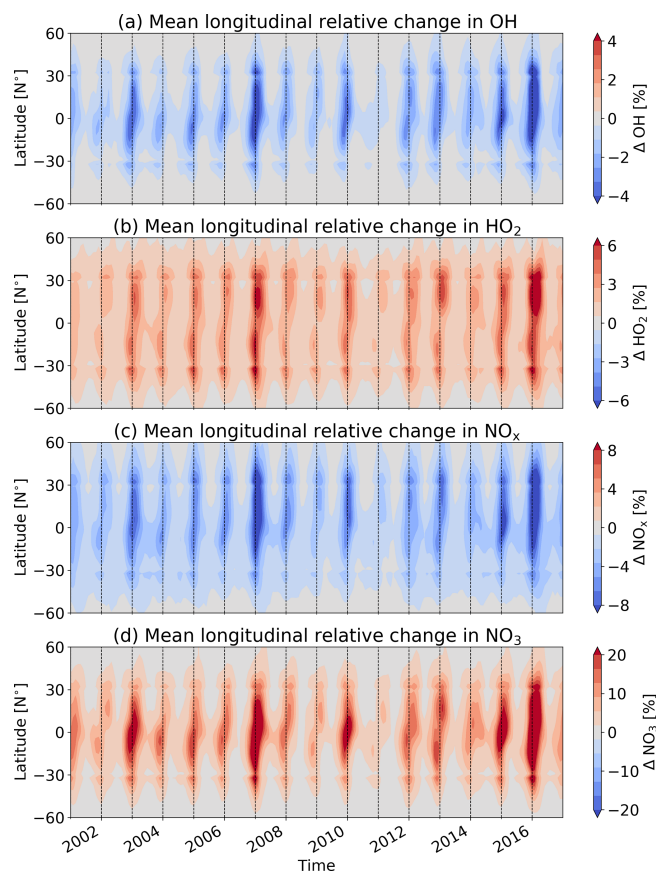 (a) Mean longitudinal relative change in OH
60
30
0
−30
−60
Latitude [N°]
4
2
0
−2
−4
Δ OH [%]
(b) Mean longitudinal relative change in HO₂
60
30
0
−30
−60
Latitude [N°]
6
3
0
−3
−6
Δ HO₂ [%]
(c) Mean longitudinal relative change in NOₓ
60
30
0
−30
−60
Latitude [N°]
8
4
0
−4
−8
Δ NOₓ [%]
(d) Mean longitudinal relative change in NO₃
60
30
0
−30
−60
Latitude [N°]
20
10
0
−10
−20
Δ NO₃ [%]
2002 2004 2006 2008 2010 2012 2014 2016
Time